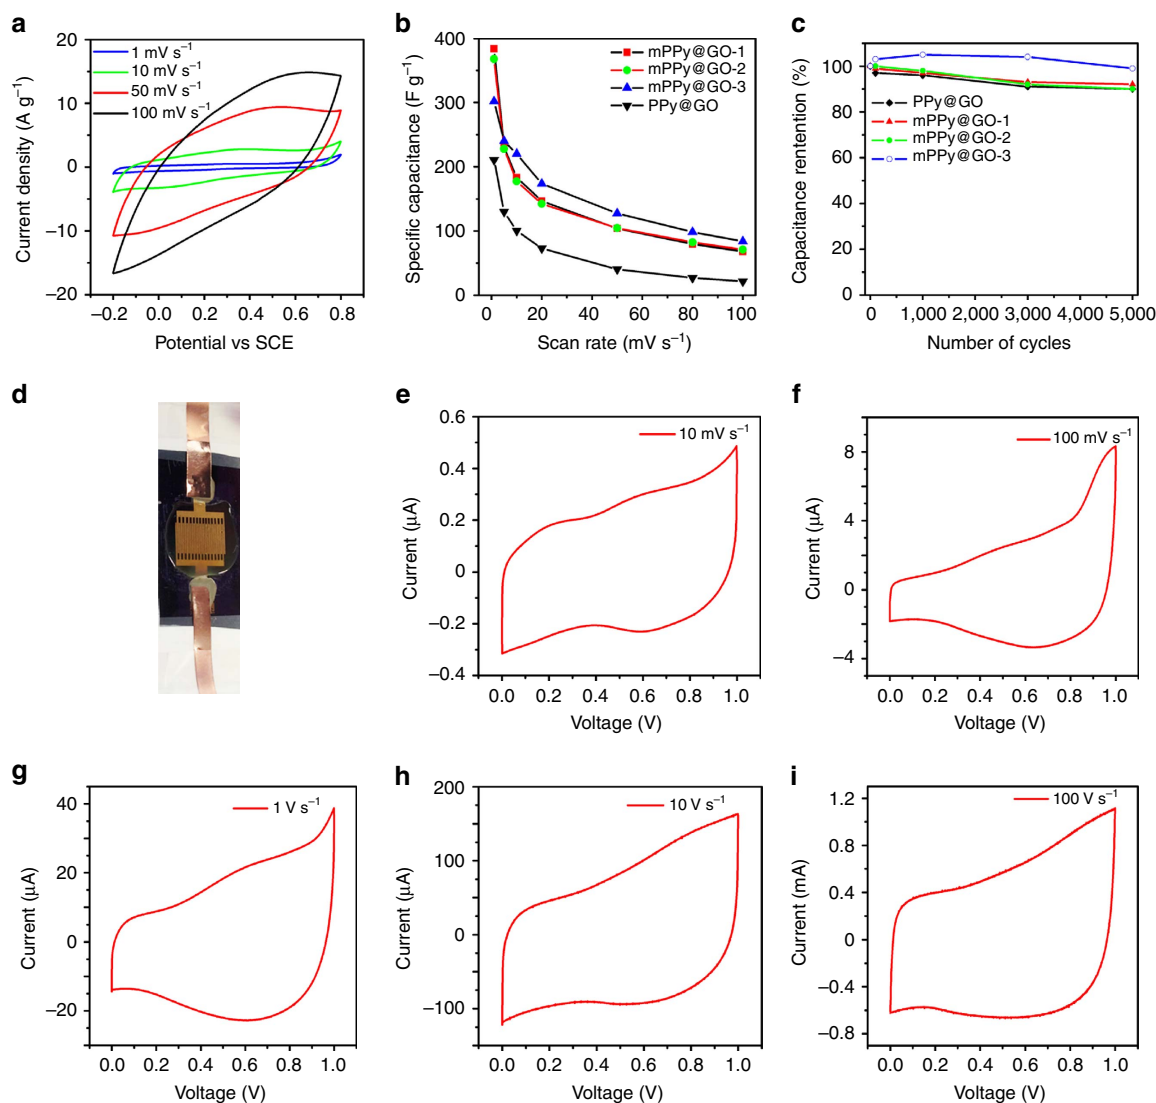 a
20
10
0
−10
−20
Current density (A g⁻¹)
1 mV s⁻¹
10 mV s⁻¹
50 mV s⁻¹
100 mV s⁻¹
−0.2 0.0 0.2 0.4 0.6 0.8
Potential vs SCE
b
400
300
200
100
0
Specific capacitance (F g⁻¹)
mPPy@GO-1
mPPy@GO-2
mPPy@GO-3
PPy@GO
0 20 40 60 80 100
Scan rate (mV s⁻¹)
c
100
80
60
40
20
0
Capacitance rentention (%)
PPy@GO
mPPy@GO-1
mPPy@GO-2
mPPy@GO-3
0 1,000 2,000 3,000 4,000 5,000
Number of cycles
d
e
0.6
0.4
0.2
0
−0.2
−0.4
Current (μA)
10 mV s⁻¹
0.0 0.2 0.4 0.6 0.8 1.0
Voltage (V)
f
8
4
0
−4
Current (μA)
100 mV s⁻¹
0.0 0.2 0.4 0.6 0.8 1.0
Voltage (V)
g
40
20
0
−20
Current (μA)
1 V s⁻¹
0.0 0.2 0.4 0.6 0.8 1.0
Voltage (V)
h
200
100
0
−100
Current (μA)
10 V s⁻¹
0.0 0.2 0.4 0.6 0.8 1.0
Voltage (V)
i
1.2
0.8
0.4
0
−0.4
−0.8
Current (mA)
100 V s⁻¹
0.0 0.2 0.4 0.6 0.8 1.0
Voltage (V)